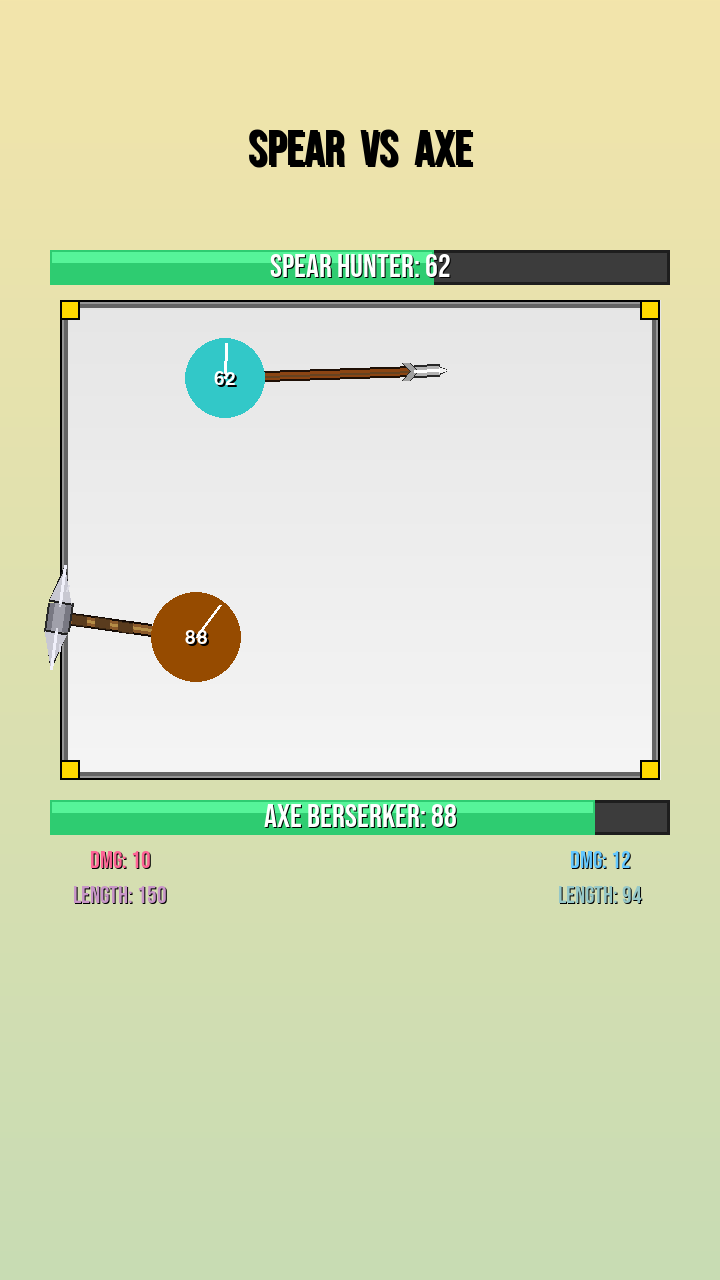 SPEAR VS AXE
SPEAR HUNTER: 62
62
88
AXE BERSERKER: 88
DMG: 10
DMG: 12
LENGTH: 150
LENGTH: 94